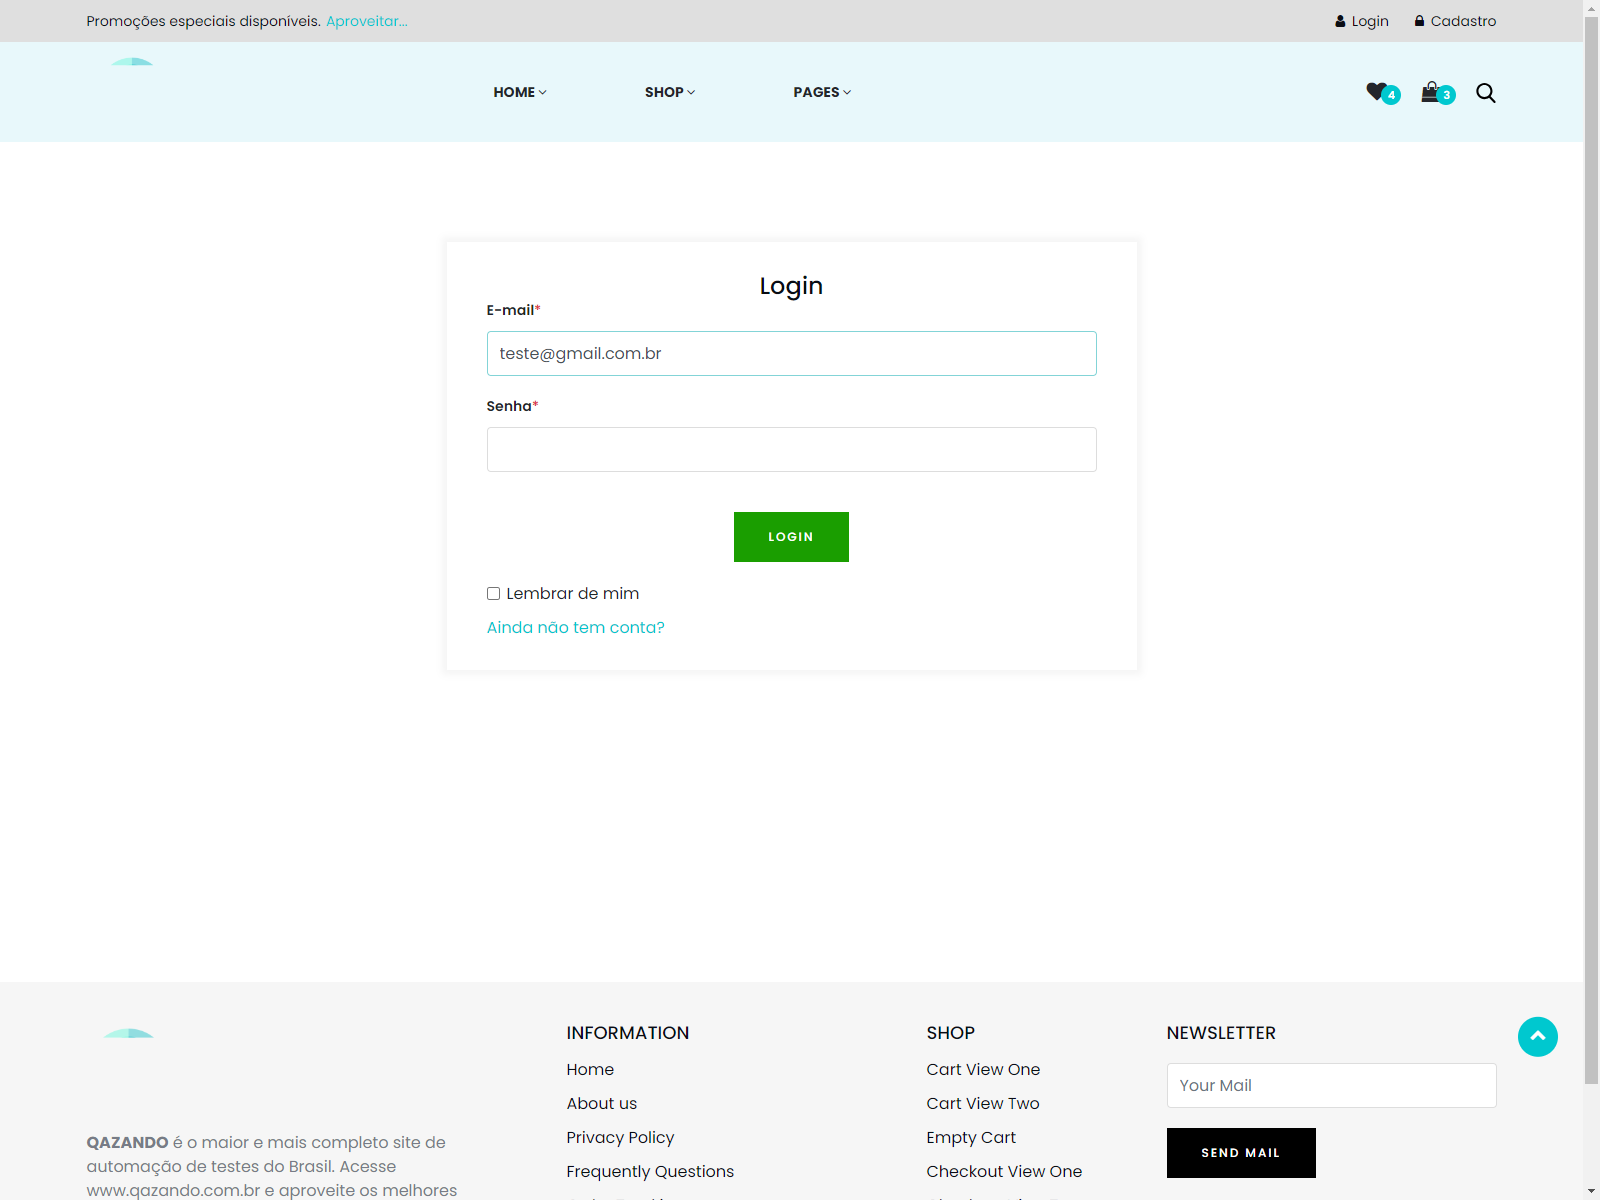 Promoções especiais disponíveis. Aproveitar...
Login
Cadastro
HOME
SHOP
PAGES
4
3
Login
E-mail*
teste@gmail.com.br
Senha*
LOGIN
Lembrar de mim
Ainda não tem conta?
QAZANDO é o maior e mais completo site de
automação de testes do Brasil. Acesse
www.qazando.com.br e aproveite os melhores
INFORMATION
Home
About us
Privacy Policy
Frequently Questions
SHOP
Cart View One
Cart View Two
Empty Cart
Checkout View One
NEWSLETTER
Your Mail
SEND MAIL